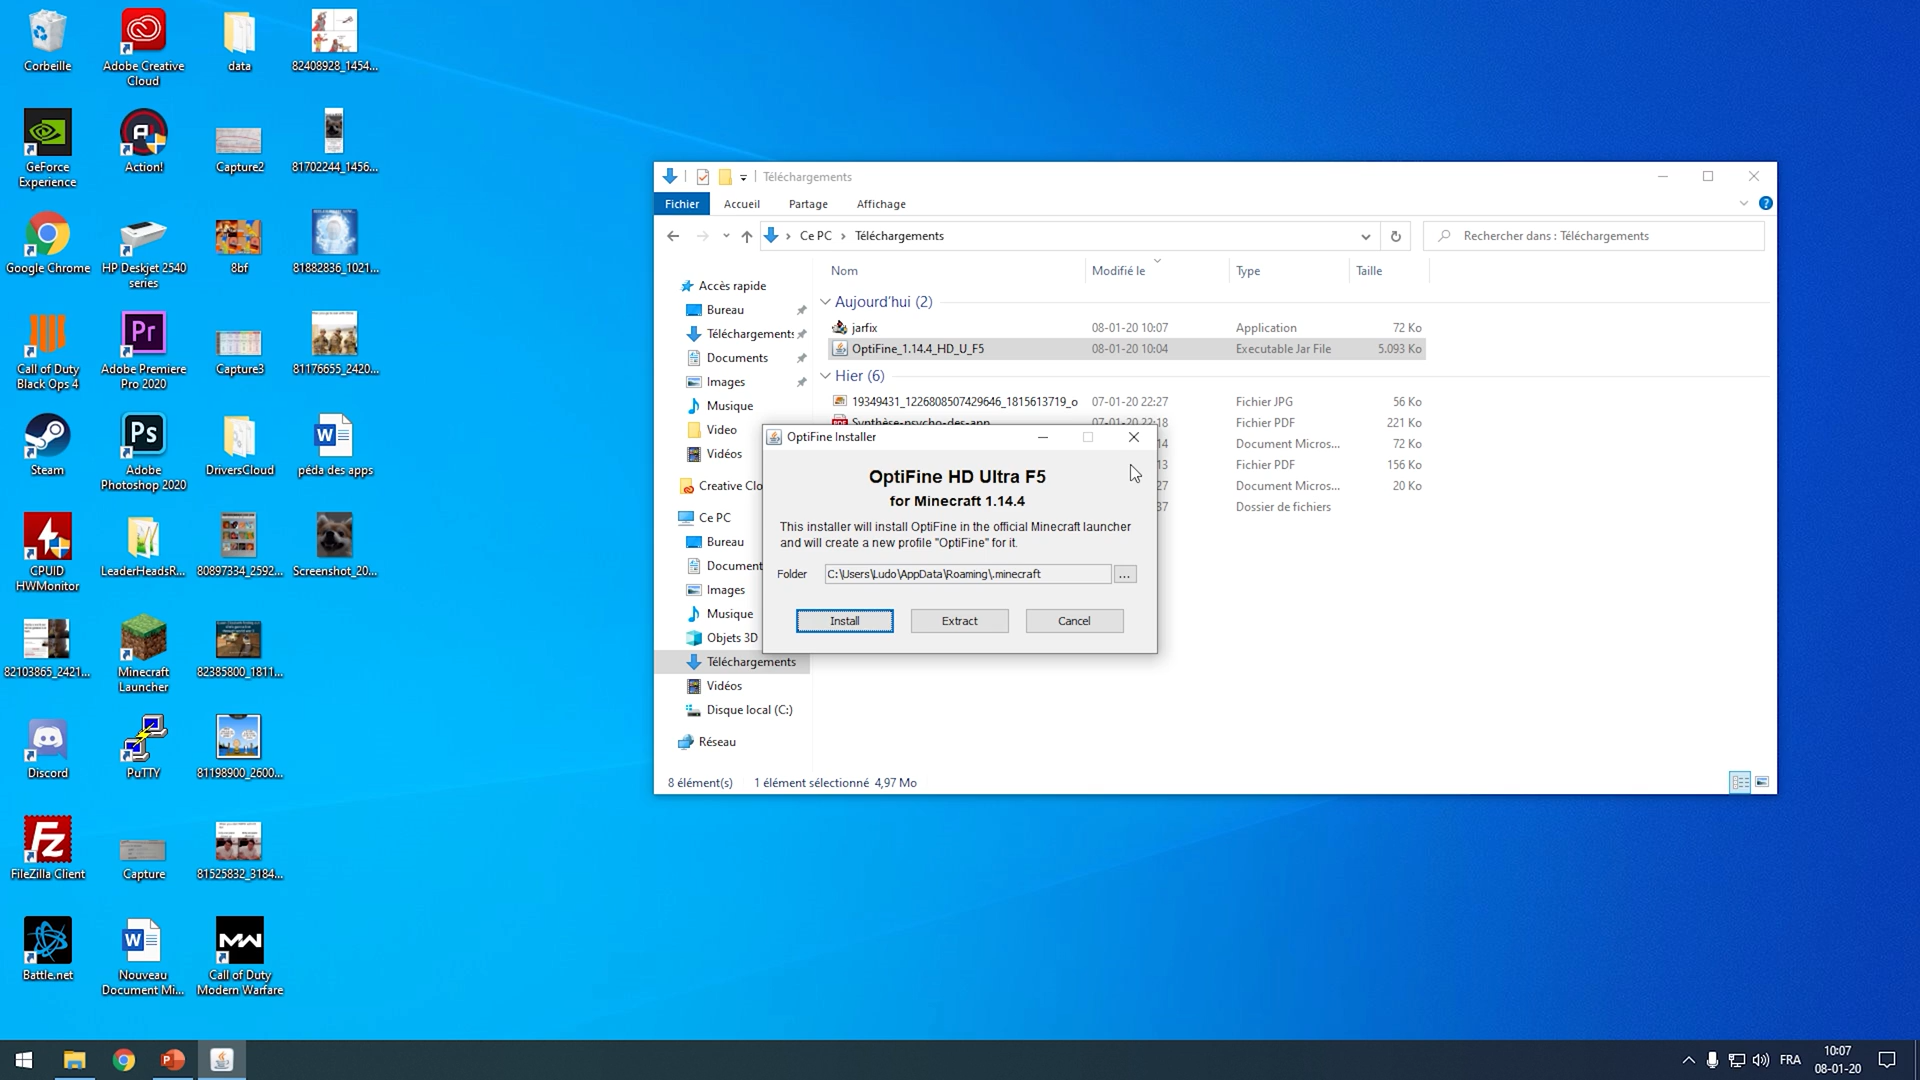 Corbeille
Adobe Creative
Cloud
data
82408928_1454...
GeForce
Experience
Action!
Capture2
81702244_1456...
Google Chrome
HP Deskjet 2540
series
8bf
81882836_1021...
Call of Duty
Black Ops 4
Adobe Premiere
Pro 2020
Capture3
81176655_2420...
Steam
Adobe
Photoshop 2020
DriversCloud
péda des apps
CPUID
HWMonitor
LeaderHeadsR...
80897334_2592...
Screenshot_20...
82103865_2421...
Minecraft
Launcher
82385800_1811...
Discord
PuTTY
81198900_2600...
FileZilla Client
Capture
81525832_3184...
Battle.net
Nouveau
Document Mi...
Call of Duty
Modern Warfare
Téléchargements
Fichier Accueil Partage Affichage
Ce PC > Téléchargements
Rechercher dans : Téléchargements
Nom Modifié le Type Taille
Accès rapide
Bureau
Téléchargements
Documents
Images
Musique
Video
Vidéos
Creative Clo
Ce PC
Bureau
Document
Images
Musique
Objets 3D
Téléchargements
Vidéos
Disque local (C:)
Réseau
Aujourd'hui (2)
jarfix 08-01-20 10:07 Application 72 Ko
OptiFine_1.14.4_HD_U_F5 08-01-20 10:04 Executable Jar File 5.093 Ko
Hier (6)
19349431_1226808507429646_1815613719_o 07-01-20 22:27 Fichier JPG 56 Ko
Synthèse-psycho-des-app 07-01-20 22:18 Fichier PDF 221 Ko
14 Document Micros... 72 Ko
13 Fichier PDF 156 Ko
27 Document Micros... 20 Ko
37 Dossier de fichiers
OptiFine Installer
OptiFine HD Ultra F5
for Minecraft 1.14.4
This installer will install OptiFine in the official Minecraft launcher
and will create a new profile "OptiFine" for it.
Folder C:\Users\Ludo\AppData\Roaming\.minecraft ...
Install Extract Cancel
8 élément(s) 1 élément sélectionné 4,97 Mo
FRA
10:07
08-01-20